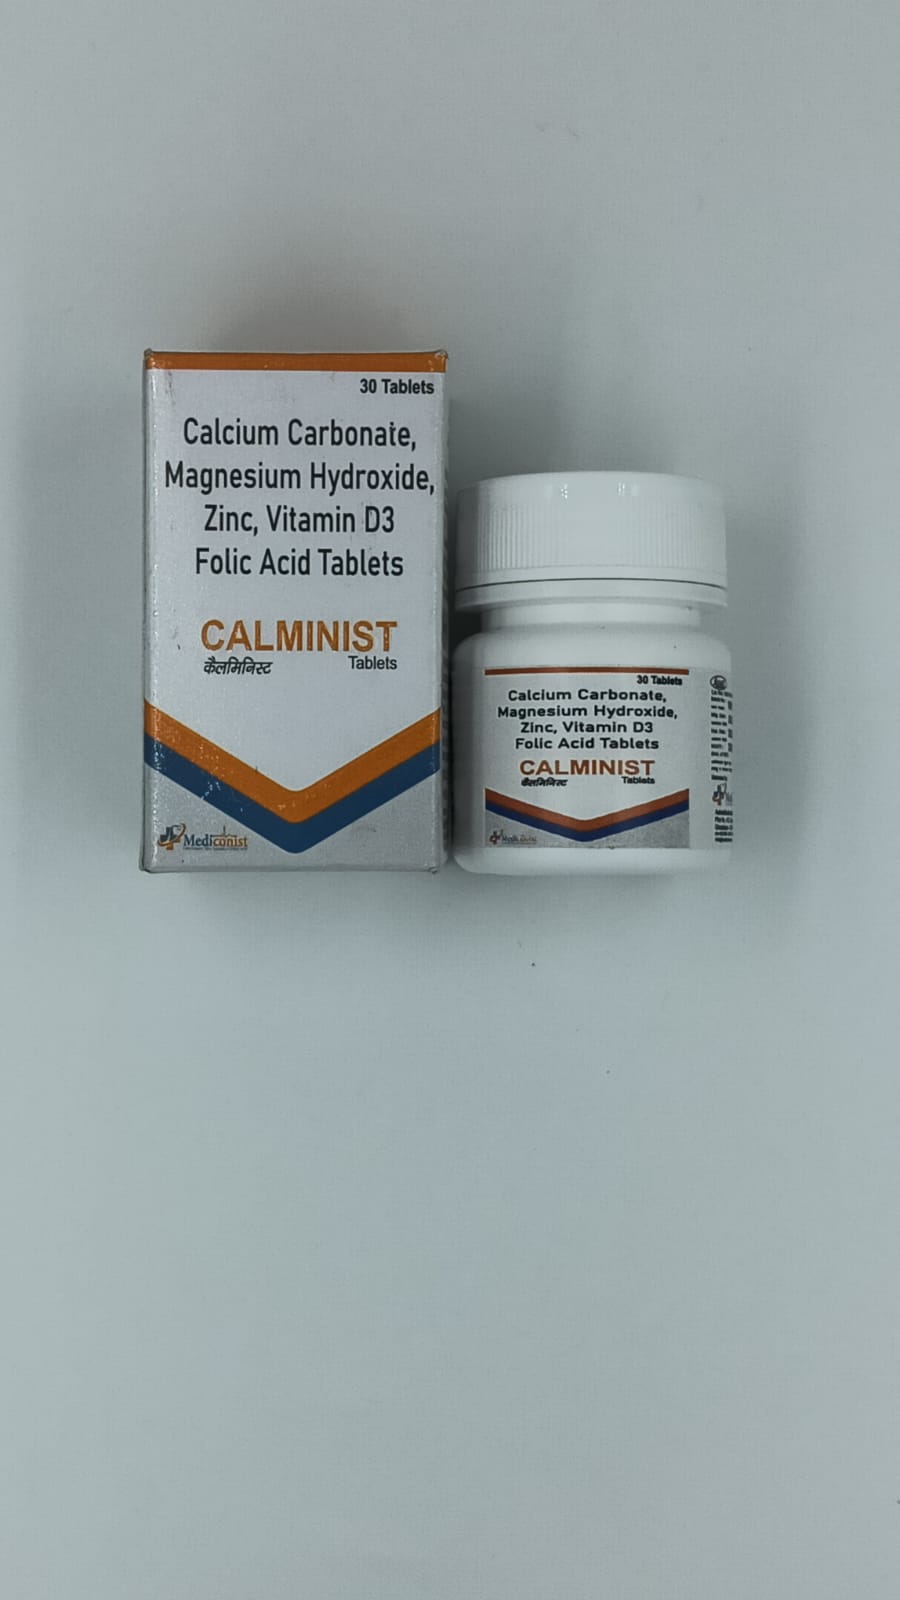 30 Tablets
Calcium Carbonate,
Magnesium Hydroxide,
Zinc, Vitamin D3
Folic Acid Tablets
CALMINIST
कैलमिनिस्ट Tablets
Mediconist
30 Tablets
Calcium Carbonate,
Magnesium Hydroxide,
Zinc, Vitamin D3
Folic Acid Tablets
CALMINIST
कैलमिनिस्ट Tablets